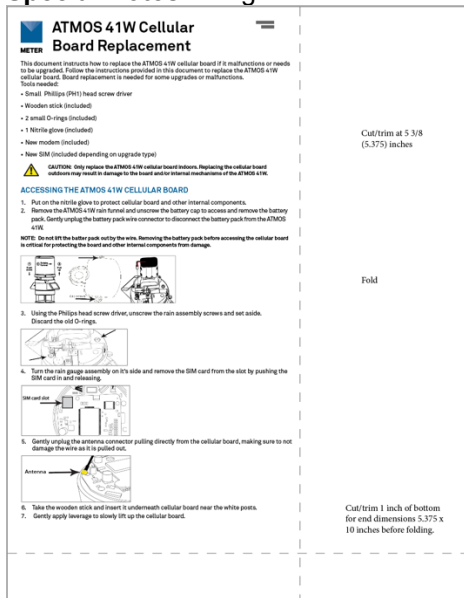 ATMOS 41W Cellular
Board Replacement
METER
This document instructs how to replace the ATMOS 41W cellular board if it malfunctions or needs
to be upgraded. Follow the instructions provided in this document to replace the ATMOS 41W
cellular board. Board replacement is needed for some upgrades or malfunctions.
Tools needed:
• Small Phillips (PH1) head screw driver
• Wooden stick (included)
• 2 small O-rings (included)
• 1 Nitrile glove (included)
• New modem (included)
• New SIM (included depending on upgrade type)
CAUTION: Only replace the ATMOS 41W cellular board indoors. Replacing the cellular board
outdoors may result in damage to the board and/or internal mechanisms of the ATMOS 41W.
ACCESSING THE ATMOS 41W CELLULAR BOARD
1. Put on the nitrile glove to protect cellular board and other internal components.
2. Remove the ATMOS 41W rain funnel and unscrew the battery cap to access and remove the battery
pack. Gently unplug the battery pack wire connector to disconnect the battery pack from the ATMOS
41W.
NOTE: Do not lift the batter pack out by the wire. Removing the battery pack before accessing the cellular board
is critical for protecting the board and other internal components from damage.
3. Using the Philips head screw driver, unscrew the rain assembly screws and set aside.
Discard the old O-rings.
4. Turn the rain gauge assembly on it's side and remove the SIM card from the slot by pushing the
SIM card in and releasing.
SIM card slot
5. Gently unplug the antenna connector pulling directly from the cellular board, making sure to not
damage the wire as it is pulled out.
Antenna
6. Take the wooden stick and insert it underneath cellular board near the white posts.
7. Gently apply leverage to slowly lift up the cellular board.
Cut/trim at 5 3/8
(5.375) inches
Fold
Cut/trim 1 inch of bottom
for end dimensions 5.375 x
10 inches before folding.